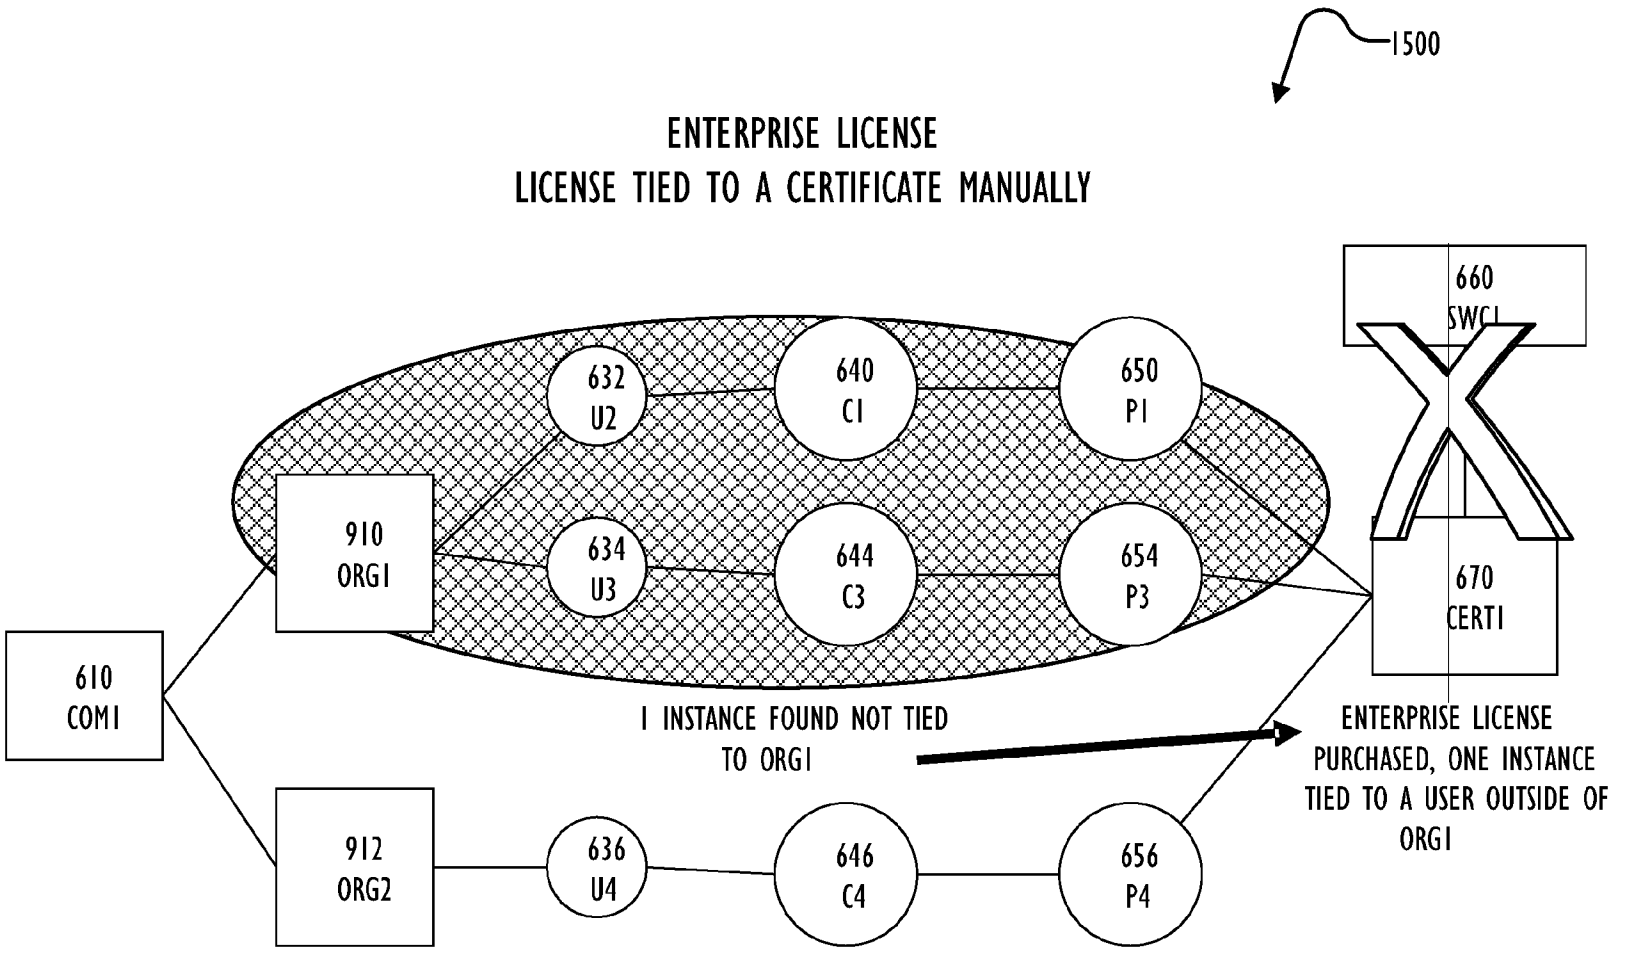 1500
ENTERPRISE LICENSE
LICENSE TIED TO A CERTIFICATE MANUALLY
660
SWC1
632
U2
640
C1
650
P1
910
ORG1
634
U3
644
C3
654
P3
670
CERT1
610
COM1
1 INSTANCE FOUND NOT TIED
TO ORG1
ENTERPRISE LICENSE
PURCHASED, ONE INSTANCE
TIED TO A USER OUTSIDE OF
ORG1
912
ORG2
636
U4
646
C4
656
P4